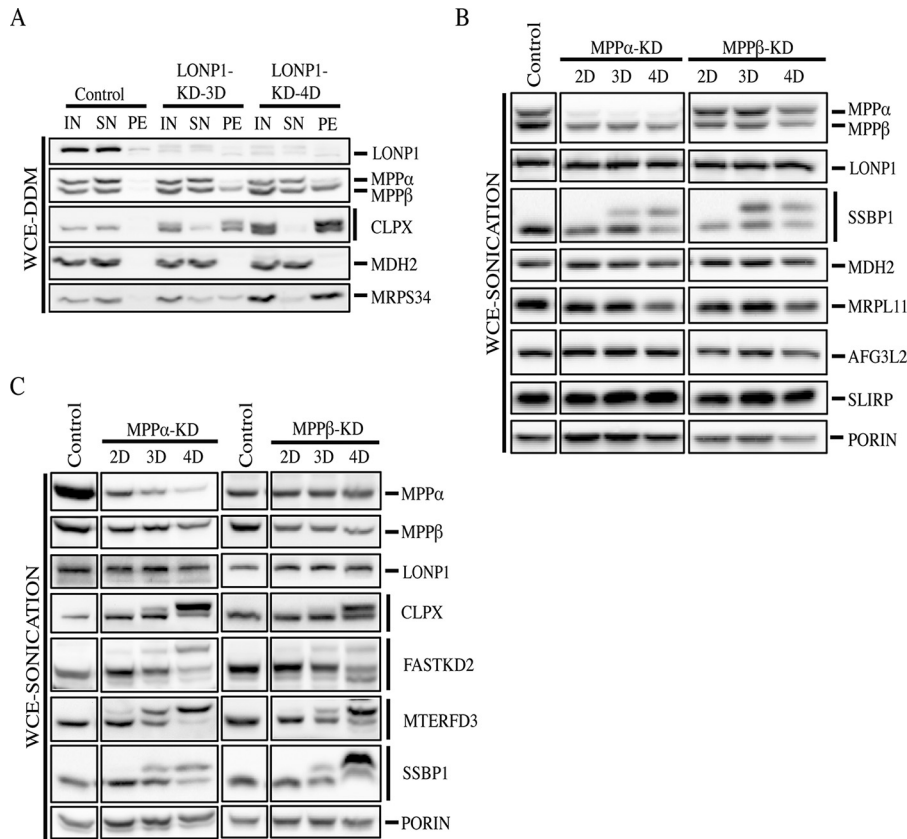 A
LONP1-
KD-3D
LONP1-
KD-4D
Control
IN SN PE IN SN PE IN SN PE
WCE-DDM
LONP1
MPPα
MPPβ
CLPX
MDH2
MRPS34
B
Control
MPPα-KD
MPPβ-KD
2D 3D 4D 2D 3D 4D
WCE-SONICATION
MPPα
MPPβ
LONP1
SSBP1
MDH2
MRPL11
AFG3L2
SLIRP
PORIN
C
Control
MPPα-KD
Control
MPPβ-KD
2D 3D 4D 2D 3D 4D
WCE-SONICATION
MPPα
MPPβ
LONP1
CLPX
FASTKD2
MTERFD3
SSBP1
PORIN